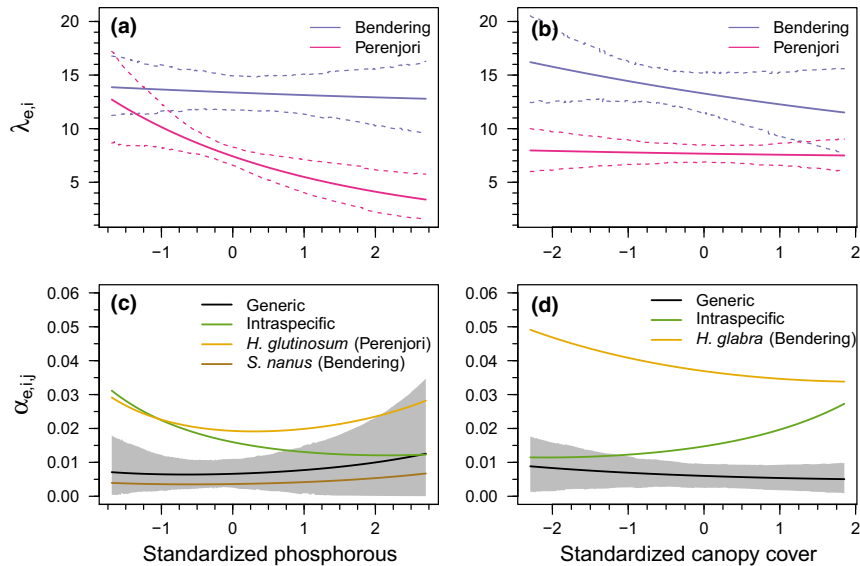 (a)
Bendering
Perenjori
20
15
10
5
λe,i
−1 0 1 2
(b)
Bendering
Perenjori
20
15
10
5
−2 −1 0 1 2
(c)
Generic
Intraspecific
H. glutinosum (Perenjori)
S. nanus (Bendering)
0.06
0.05
0.04
0.03
0.02
0.01
0.00
αe,i,j
−1 0 1 2
Standardized phosphorous
(d)
Generic
Intraspecific
H. glabra (Bendering)
0.06
0.05
0.04
0.03
0.02
0.01
0.00
−2 −1 0 1 2
Standardized canopy cover